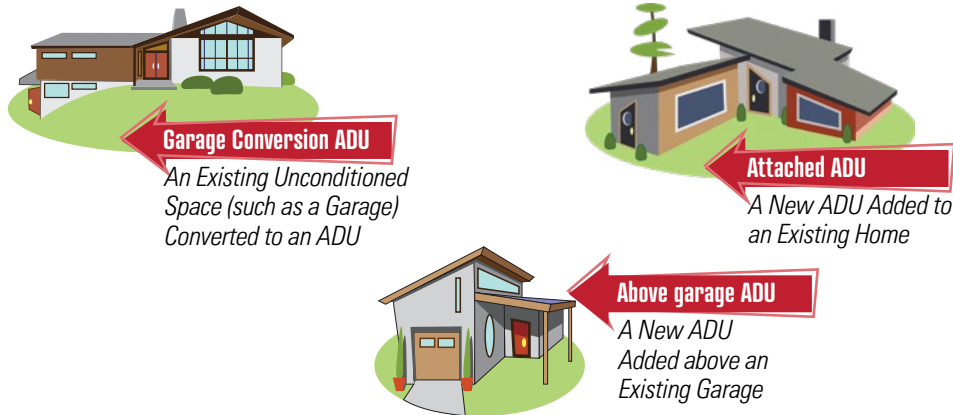 Garage Conversion ADU
An Existing Unconditioned
Space (such as a Garage)
Converted to an ADU
Attached ADU
A New ADU Added to
an Existing Home
Above garage ADU
A New ADU
Added above an
Existing Garage